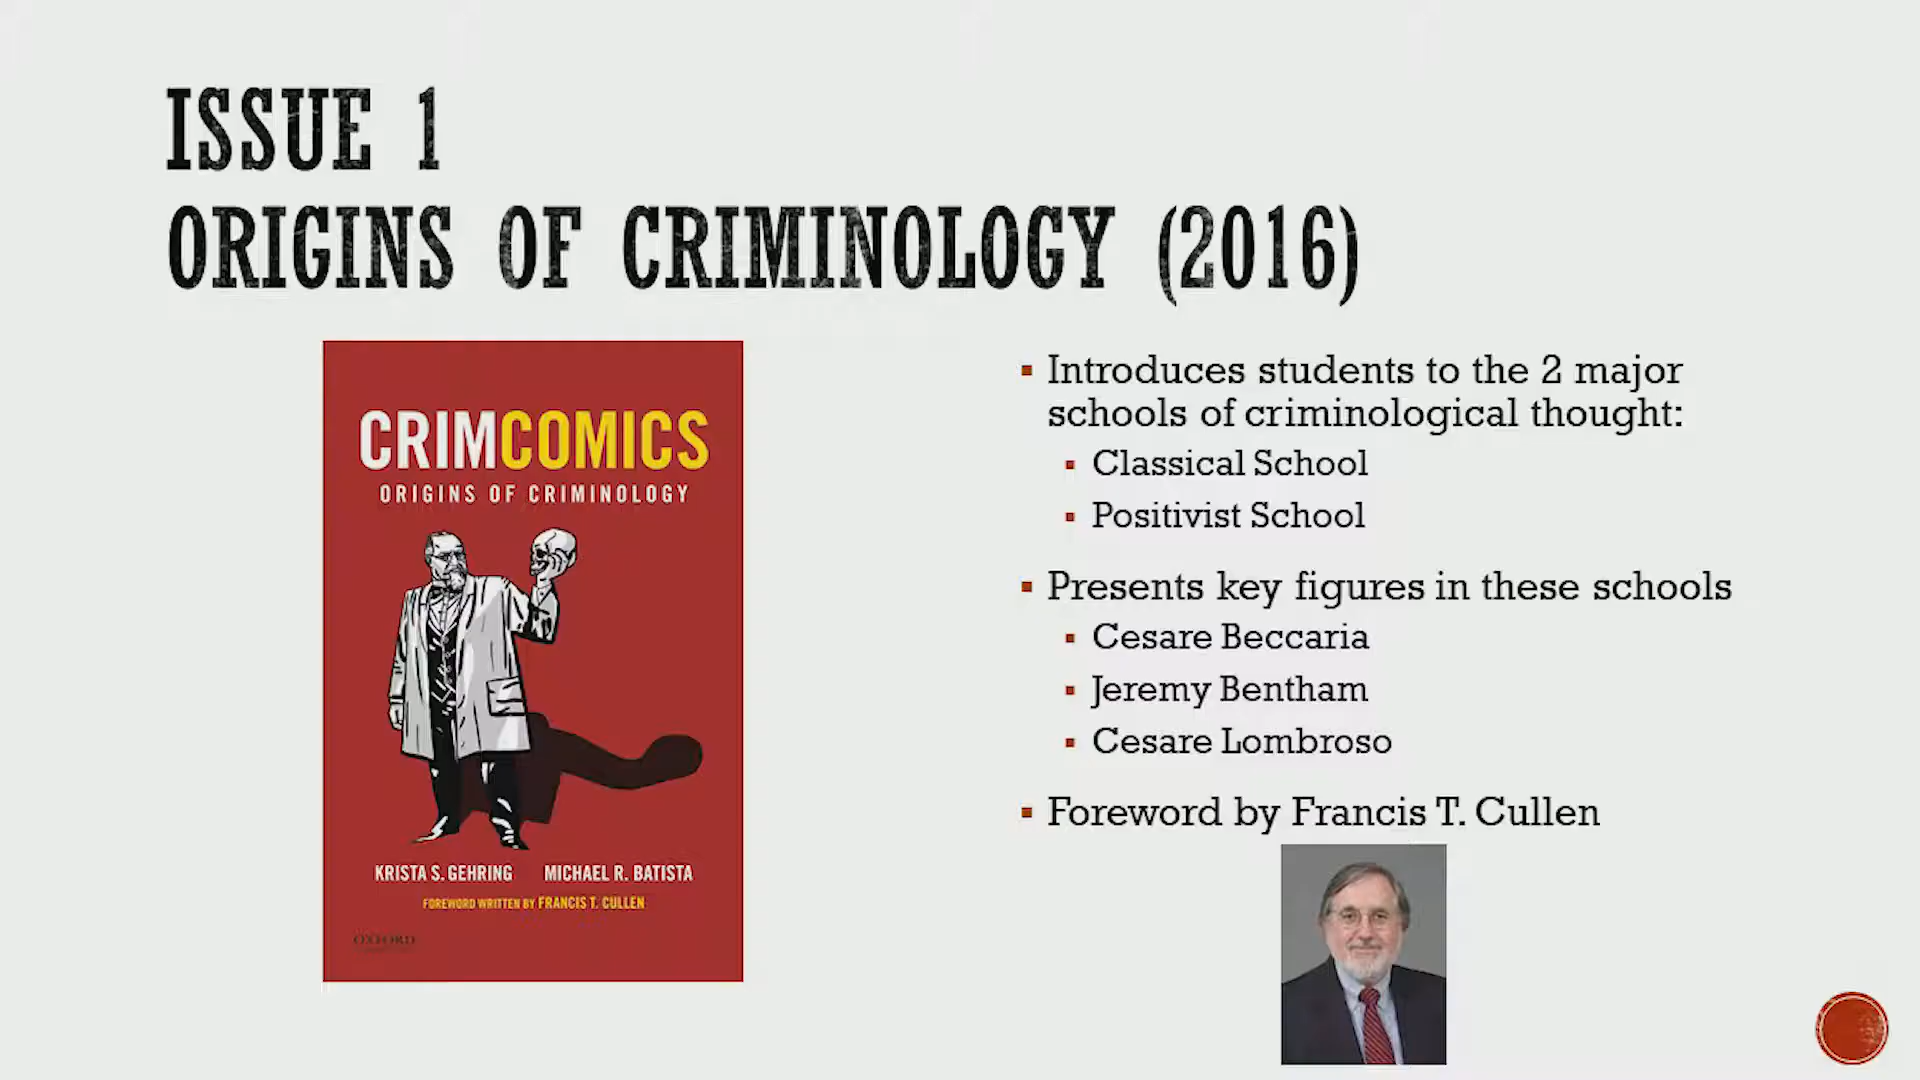 ISSUE 1
ORIGINS OF CRIMINOLOGY (2016)
CRIMCOMICS
ORIGINS OF CRIMINOLOGY
KRISTA S. GEHRING MICHAEL R. BATISTA
FOREWORD WRITTEN BY FRANCIS T. CULLEN
OXFORD
Introduces students to the 2 major
schools of criminological thought:
Classical School
Positivist School
Presents key figures in these schools
Cesare Beccaria
Jeremy Bentham
Cesare Lombroso
Foreword by Francis T. Cullen